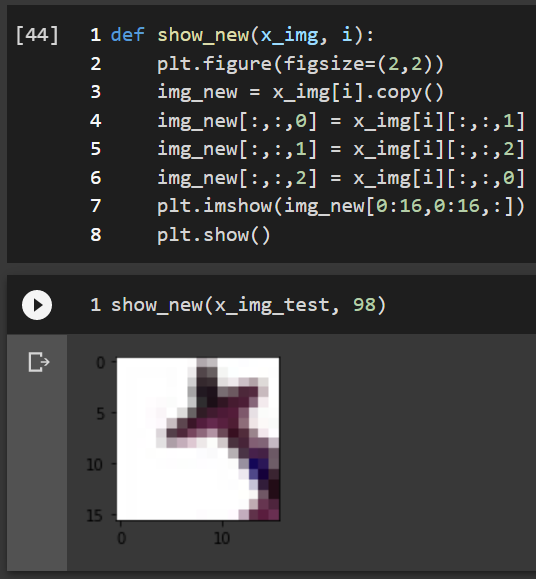 [44] 1 def show_new(x_img, i):
2     plt.figure(figsize=(2,2))
3     img_new = x_img[i].copy()
4     img_new[:,:,0] = x_img[i][:,:,1]
5     img_new[:,:,1] = x_img[i][:,:,2]
6     img_new[:,:,2] = x_img[i][:,:,0]
7     plt.imshow(img_new[0:16,0:16,:])
8     plt.show()
1 show_new(x_img_test, 98)
0
5
10
15
0 10